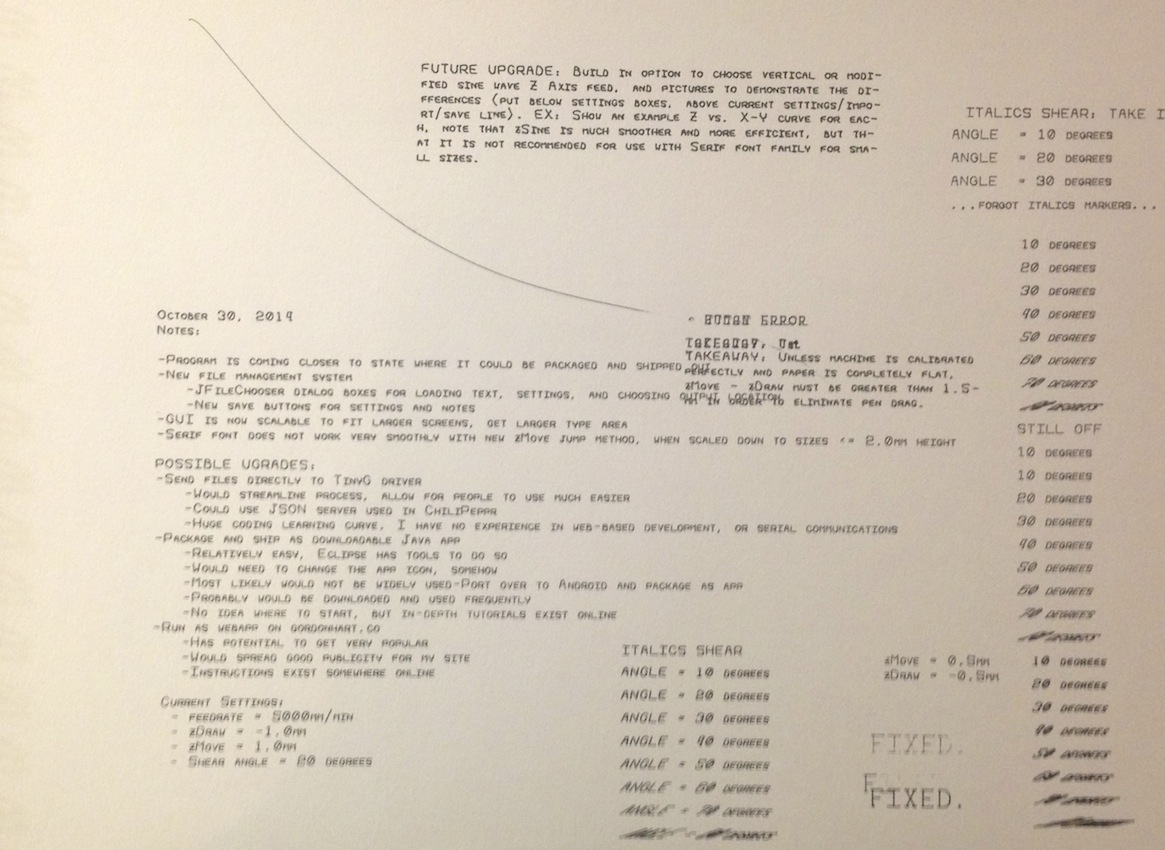 FUTURE UPGRADE: BUILD IN OPTION TO CHOOSE VERTICAL OR MODI-
FIED SINE WAVE Z AXIS FEED, AND PICTURES TO DEMONSTRATE THE DI-
FFERENCES (PUT BELOW SETTINGS BOXES, ABOVE CURRENT SETTINGS/IMPO-
RT/SAVE LINE). EX: SHOW AN EXAMPLE Z VS. X-Y CURVE FOR EAC-
H, NOTE THAT ZSINE IS MUCH SMOOTHER AND MORE EFFICIENT, BUT TH-
AT IT IS NOT RECOMMENDED FOR USE WITH SERIF FONT FAMILY FOR SMA-
LL SIZES.
ITALICS SHEAR, TAKE
ANGLE = 10 DEGREES
ANGLE = 20 DEGREES
ANGLE = 30 DEGREES
...FORGOT ITALICS MARKERS...
10 DEGREES
20 DEGREES
30 DEGREES
40 DEGREES
50 DEGREES
60 DEGREES
70 DEGREES
STILL OFF
10 DEGREES
10 DEGREES
20 DEGREES
30 DEGREES
40 DEGREES
50 DEGREES
60 DEGREES
70 DEGREES
10 DEGREES
20 DEGREES
30 DEGREES
40 DEGREES
50 DEGREES
OCTOBER 30, 2014
NOTES:
-PROGRAM IS COMING CLOSER TO STATE WHERE IT COULD BE PACKAGED AND SHIPPED OUT
-NEW FILE MANAGEMENT SYSTEM
-JFILECHOOSER DIALOG BOXES FOR LOADING TEXT, SETTINGS, AND CHOOSING OUTPUT LOCATION
-NEW SAVE BUTTONS FOR SETTINGS AND NOTES
-GUI IS NOW SCALABLE TO FIT LARGER SCREENS, GET LARGER TYPE AREA
-SERIF FONT DOES NOT WORK VERY SMOOTHLY WITH NEW ZMOVE JUMP METHOD, WHEN SCALED DOWN TO SIZES <= 2.0MM HEIGHT
HUMAN ERROR
TAKEAWAY: UNLESS MACHINE IS CALIBRATED
PERFECTLY AND PAPER IS COMPLETELY FLAT,
ZMOVE - ZDRAW MUST BE GREATER THAN 1.5-
MM IN ORDER TO ELIMINATE PEN DRAG.
POSSIBLE UGRADES:
-SEND FILES DIRECTLY TO TINYG DRIVER
-WOULD STREAMLINE PROCESS, ALLOW FOR PEOPLE TO USE MUCH EASIER
-COULD USE JSON SERVER USED IN CHILIPEPPR
-HUGE CODING LEARNING CURVE, I HAVE NO EXPERIENCE IN WEB-BASED DEVELOPMENT, OR SERIAL COMMUNICATIONS
-PACKAGE AND SHIP AS DOWNLOADABLE JAVA APP
-RELATIVELY EASY, ECLIPSE HAS TOOLS TO DO SO
-WOULD NEED TO CHANGE THE APP ICON, SOMEHOW
-MOST LIKELY WOULD NOT BE WIDELY USED-PORT OVER TO ANDROID AND PACKAGE AS APP
-PROBABLY WOULD BE DOWNLOADED AND USED FREQUENTLY
-NO IDEA WHERE TO START, BUT IN-DEPTH TUTORIALS EXIST ONLINE
-RUN AS WEBAPP ON GORDONHART.CO
-HAS POTENTIAL TO GET VERY POPULAR
-WOULD SPREAD GOOD PUBLICITY FOR MY SITE
-INSTRUCTIONS EXIST SOMEWHERE ONLINE
CURRENT SETTINGS:
- FEEDRATE = 5000MM/MIN
- ZDRAW = -1.0MM
- ZMOVE = 1.0MM
- SHEAR ANGLE = 20 DEGREES
ITALICS SHEAR
ANGLE = 10 DEGREES
ANGLE = 20 DEGREES
ANGLE = 30 DEGREES
ANGLE = 40 DEGREES
ANGLE = 50 DEGREES
ANGLE = 60 DEGREES
ANGLE = 70 DEGREES
ZMOVE = 0.5MM
ZDRAW = -0.5MM
FIXED.
F
FIXED.